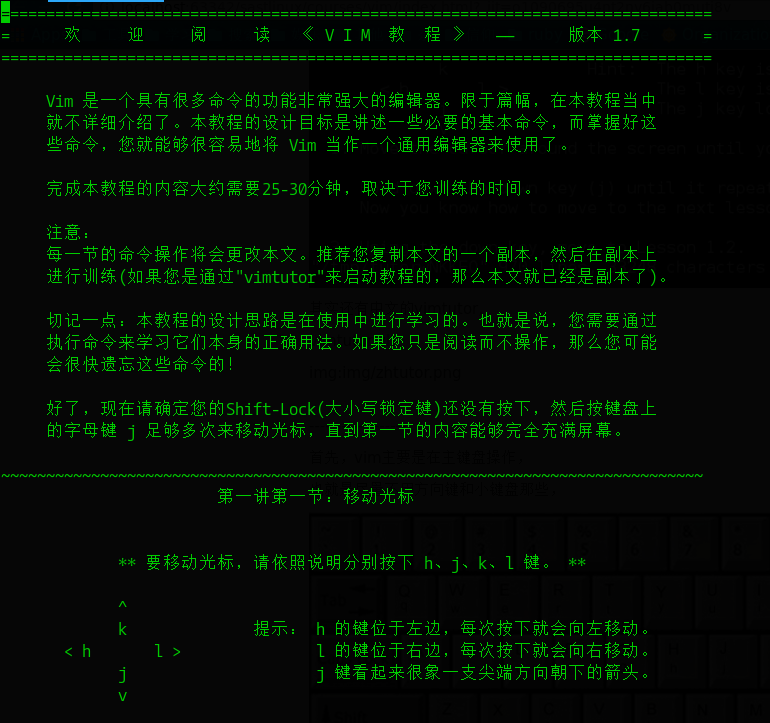 ===============================================================================
=      欢     迎     阅     读   《 V I M  教  程 》   ——      版本 1.7      =
===============================================================================
Vim 是一个具有很多命令的功能非常强大的编辑器。限于篇幅，在本教程当中
就不详细介绍了。本教程的设计目标是讲述一些必要的基本命令，而掌握好这
些命令，您就能够很容易地将 Vim 当作一个通用编辑器来使用了。
完成本教程的内容大约需要25-30分钟，取决于您训练的时间。
注意：
每一节的命令操作将会更改本文。推荐您复制本文的一个副本，然后在副本上
进行训练(如果您是通过"vimtutor"来启动教程的，那么本文就已经是副本了)。
切记一点：本教程的设计思路是在使用中进行学习的。也就是说，您需要通过
执行命令来学习它们本身的正确用法。如果您只是阅读而不操作，那么您可能
会很快遗忘这些命令的！
好了，现在请确定您的Shift-Lock(大小写锁定键)还没有按下，然后按键盘上
的字母键 j 足够多次来移动光标，直到第一节的内容能够完全充满屏幕。
~~~~~~~~~~~~~~~~~~~~~~~~~~~~~~~~~~~~~~~~~~~~~~~~~~~~~~~~~~~~~~~~~~~~~~~~~~~~~~
第一讲第一节：移动光标
** 要移动光标，请依照说明分别按下 h、j、k、l 键。 **
^
k              提示： h 的键位于左边，每次按下就会向左移动。
< h       l >               l 的键位于右边，每次按下就会向右移动。
j                     j 键看起来很象一支尖端方向朝下的箭头。
v